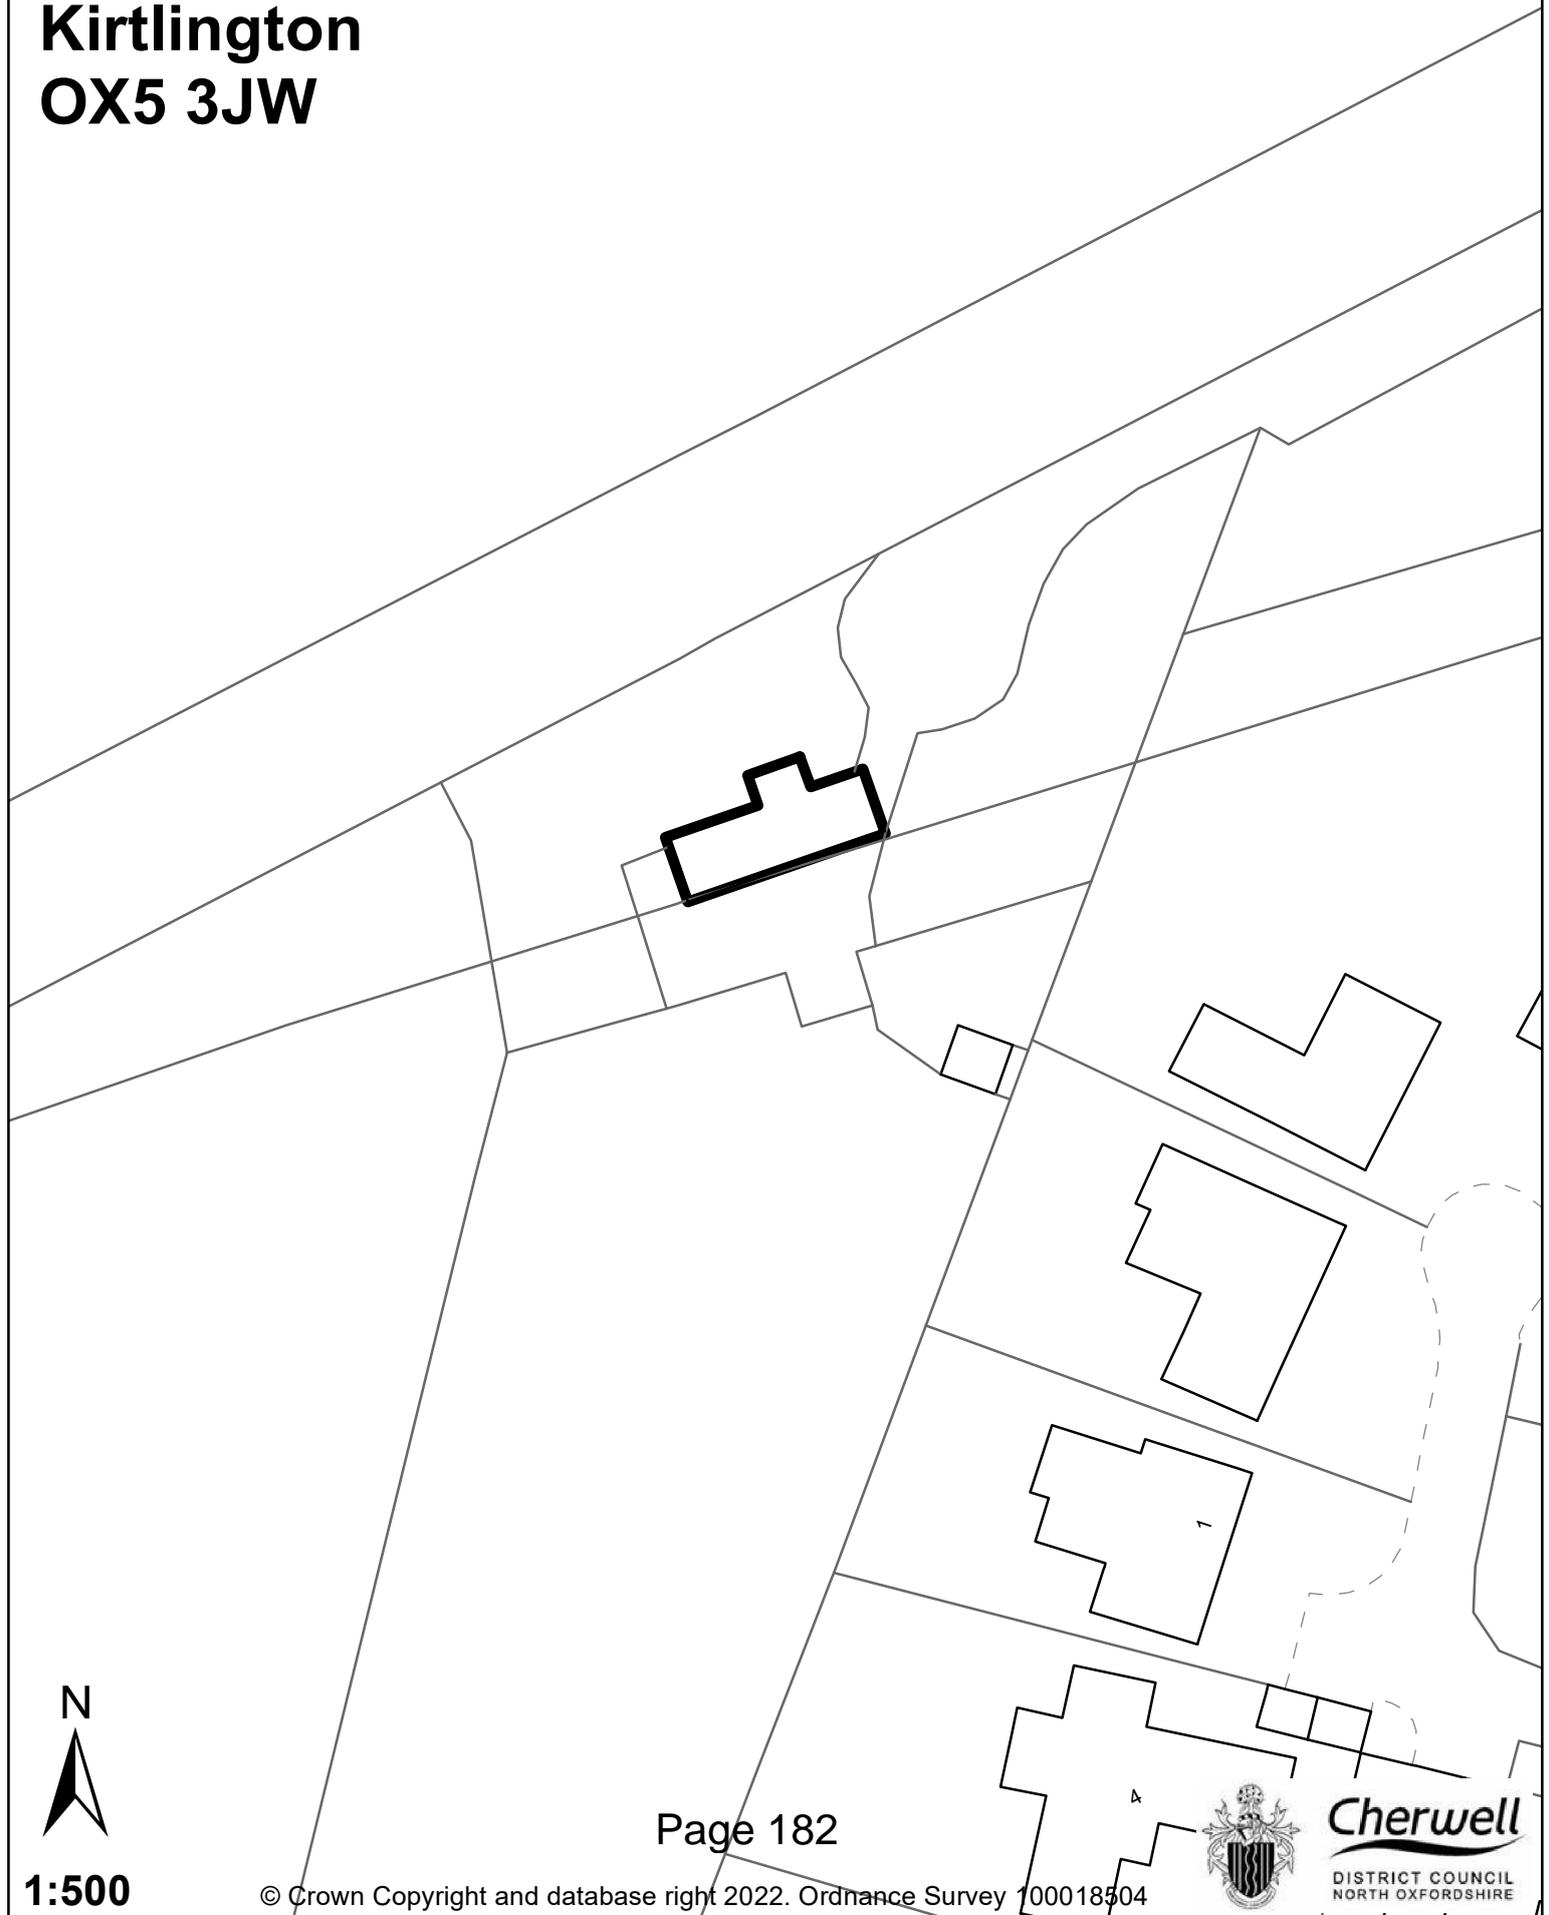 Kirtlington
OX5 3JW
1
4
N
Page 182
1:500
© Crown Copyright and database right 2022. Ordnance Survey 100018504
Cherwell
DISTRICT COUNCIL
NORTH OXFORDSHIRE